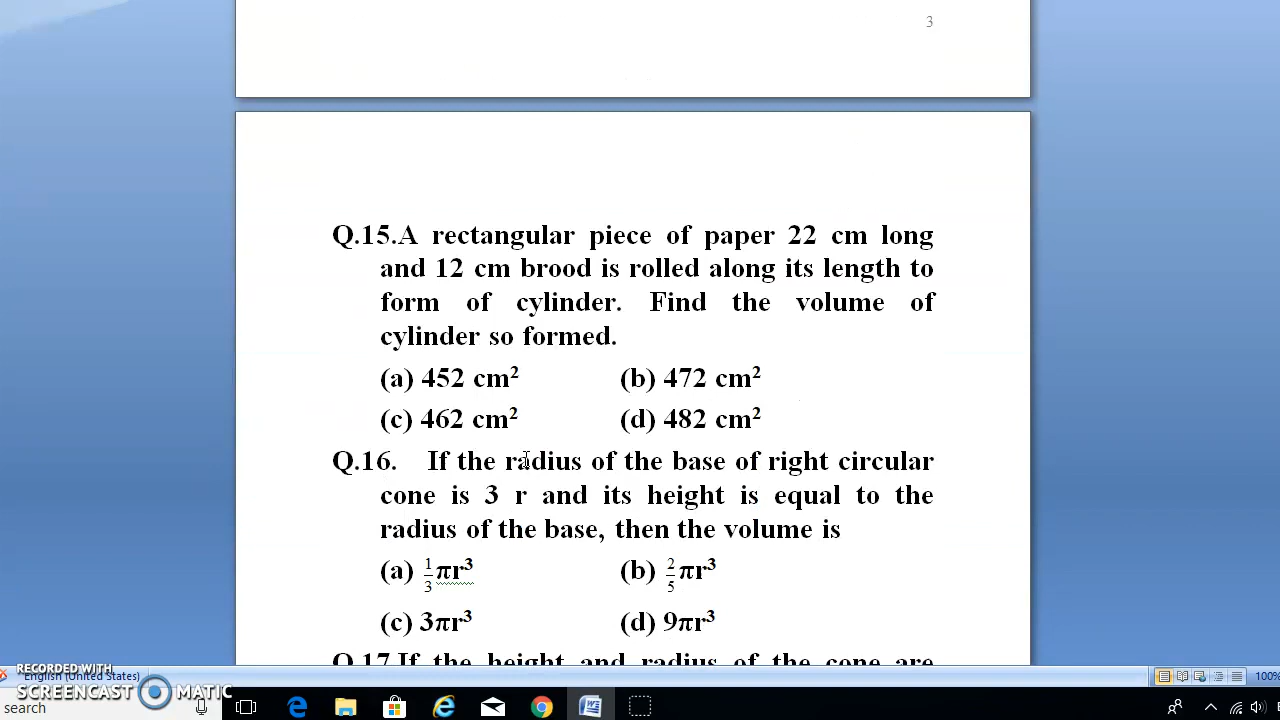 3
Q.15.A rectangular piece of paper 22 cm long
and 12 cm brood is rolled along its length to
form of cylinder. Find the volume of
cylinder so formed.
(a) 452 cm² (b) 472 cm²
(c) 462 cm² (d) 482 cm²
Q.16. If the radius of the base of right circular
cone is 3 r and its height is equal to the
radius of the base, then the volume is
(a) 1/3 πr³ (b) 2/5 πr³
(c) 3πr³ (d) 9πr³
Q.17.If the height and radius of the cone are
RECORDED WITH
English (United States) 100%
SCREENCAST MATIC
search